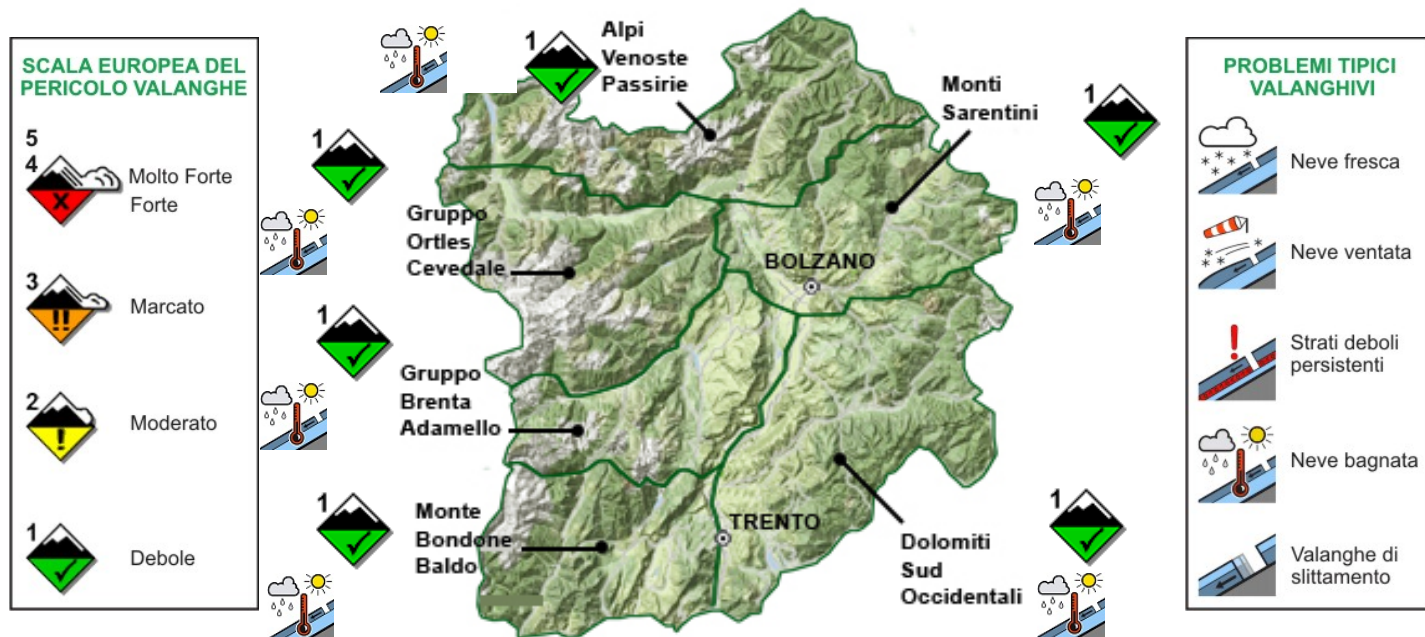 SCALA EUROPEA DEL
PERICOLO VALANGHE
5
4
Molto Forte
Forte
3
Marcato
2
Moderato
1
Debole
1
Alpi
Venoste
Passirie
Monti
Sarentini
1
1
Gruppo
Ortles
Cevedale
BOLZANO
1
Gruppo
Brenta
Adamello
1
Monte
Bondone
Baldo
TRENTO
Dolomiti
Sud
Occidentali
1
PROBLEMI TIPICI
VALANGHIVI
Neve fresca
Neve ventata
Strati deboli
persistenti
Neve bagnata
Valanghe di
slittamento